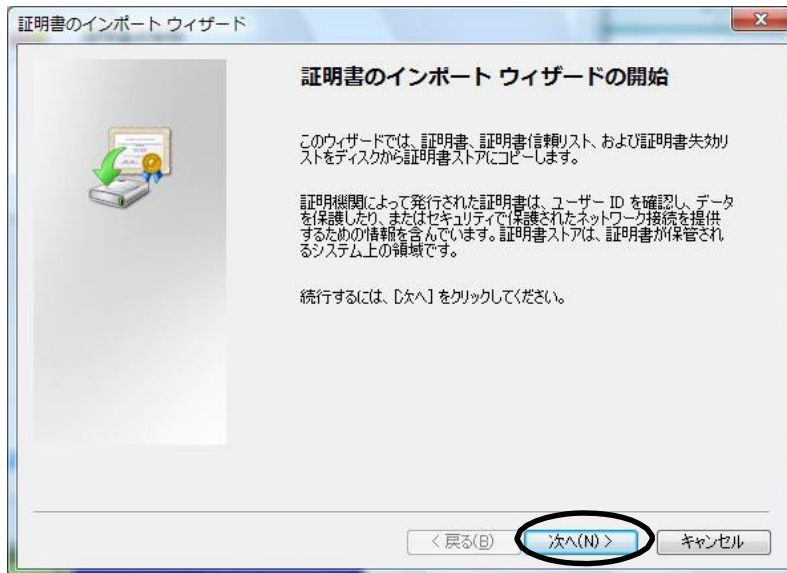 証明書のインポート ウィザード
証明書のインポート ウィザードの開始
このウィザードでは、証明書、証明書信頼リスト、および証明書失効リ
ストをディスクから証明書ストアにコピーします。
証明機関によって発行された証明書は、ユーザー ID を確認し、データ
を保護したり、またはセキュリティで保護されたネットワーク接続を提供
するための情報を含んでいます。証明書ストアは、証明書が保管され
るシステム上の領域です。
続行するには、[次へ] をクリックしてください。
< 戻る(B) 次へ(N) > キャンセル